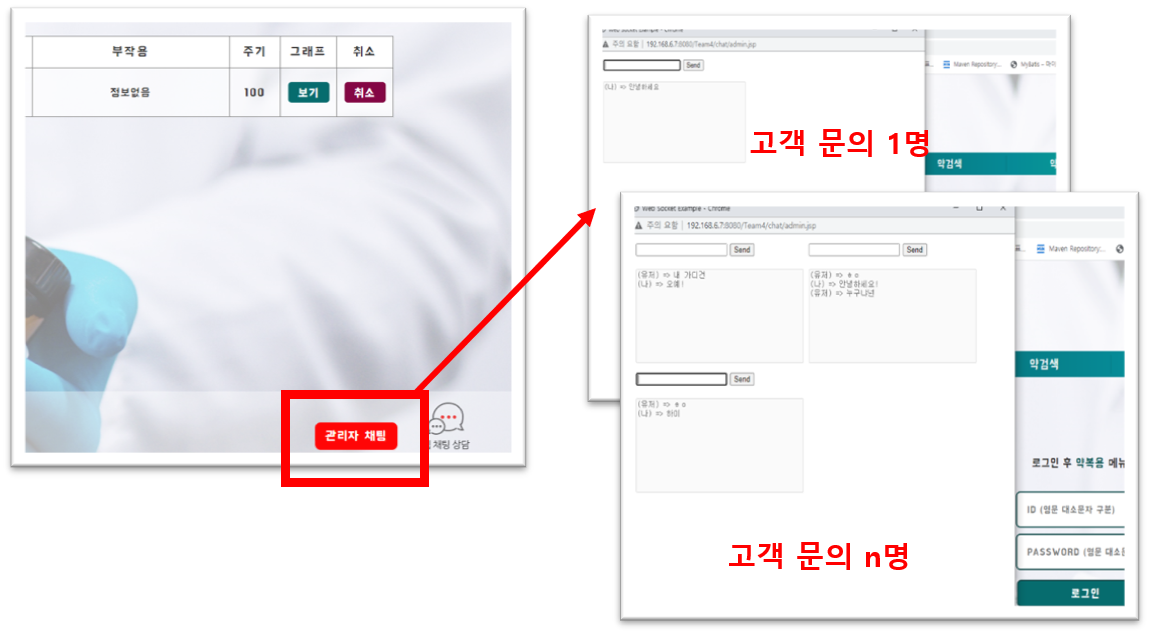 부작용 주기 그래프 취소
정보없음 100 보기 취소
관리자 채팅
채팅 상담
Web Socket Example - Chrome
주의 요함 | 192.168.6.7:8080/Team4/chat/admin.jsp
Send
(나) => 안녕하세요
Maven Repository...
MyBatis – 마이
약검색
약
고객 문의 1명
Web Socket Example - Chrome
주의 요함 | 192.168.6.7:8080/Team4/chat/admin.jsp
Send
Send
(유저) => 내 가디건
(나) => 오예!
(유저) => ㅎㅇ
(나) => 안녕하세요!
(유저) => 누구냐넌
Send
(유저) => ㅎㅇ
(나) => 하이
Maven Repository...
약검색
로그인 후 약복용 메뉴
ID (영문 대소문자 구분)
PASSWORD (영문 대소문
로그인
고객 문의 n명